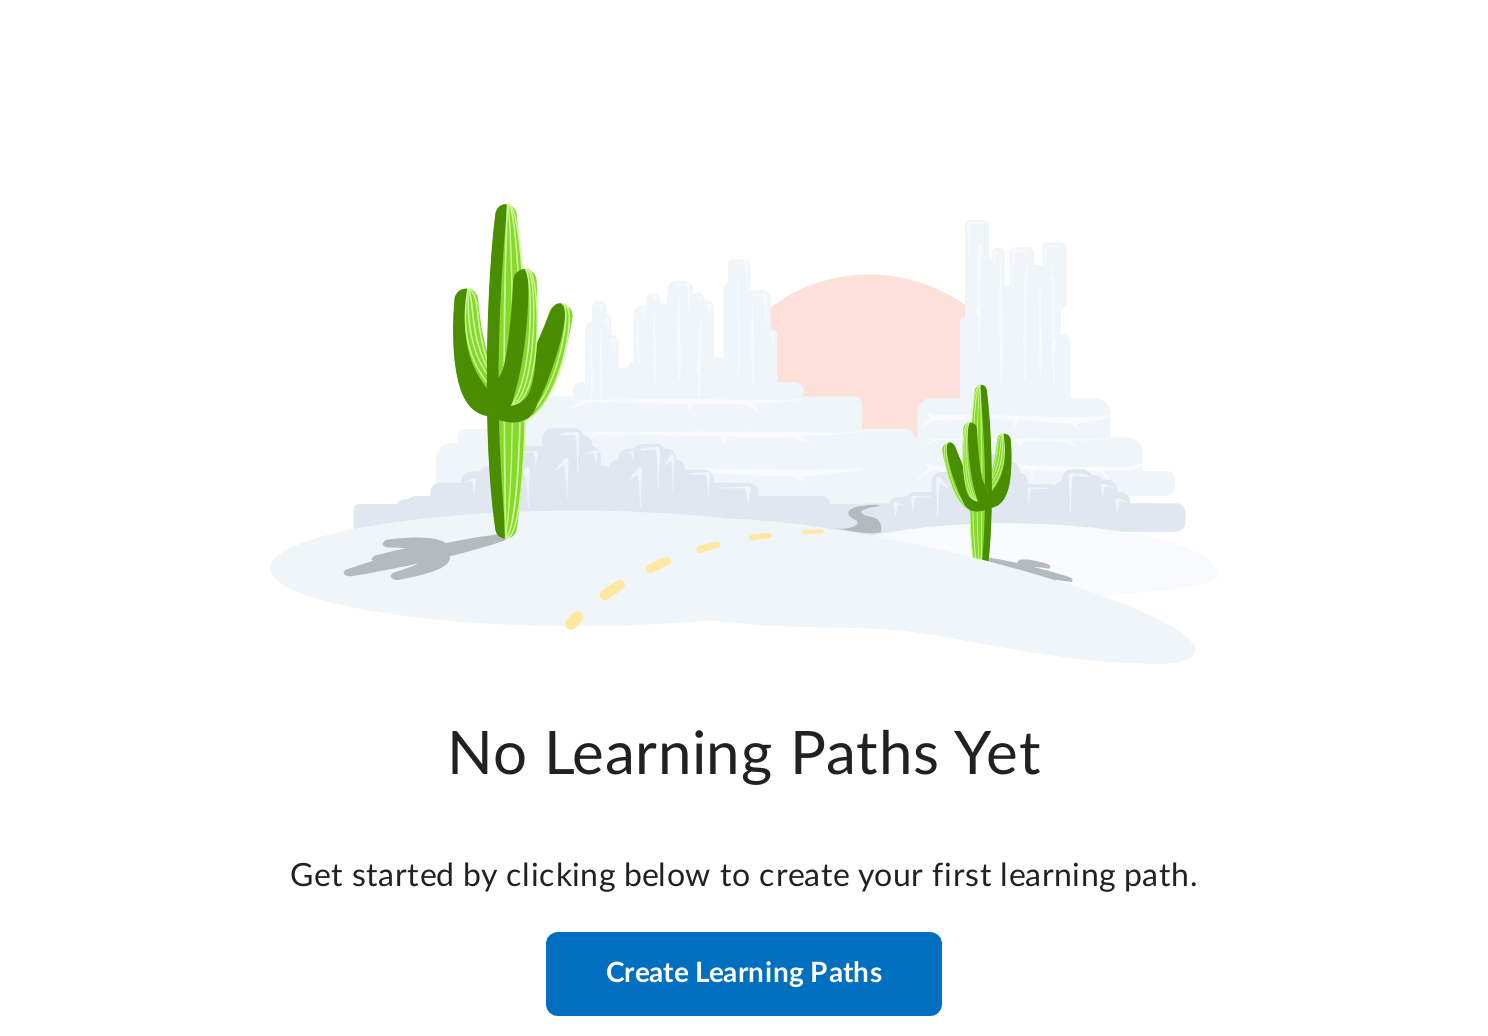 No Learning Paths Yet
Get started by clicking below to create your first learning path.
Create Learning Paths